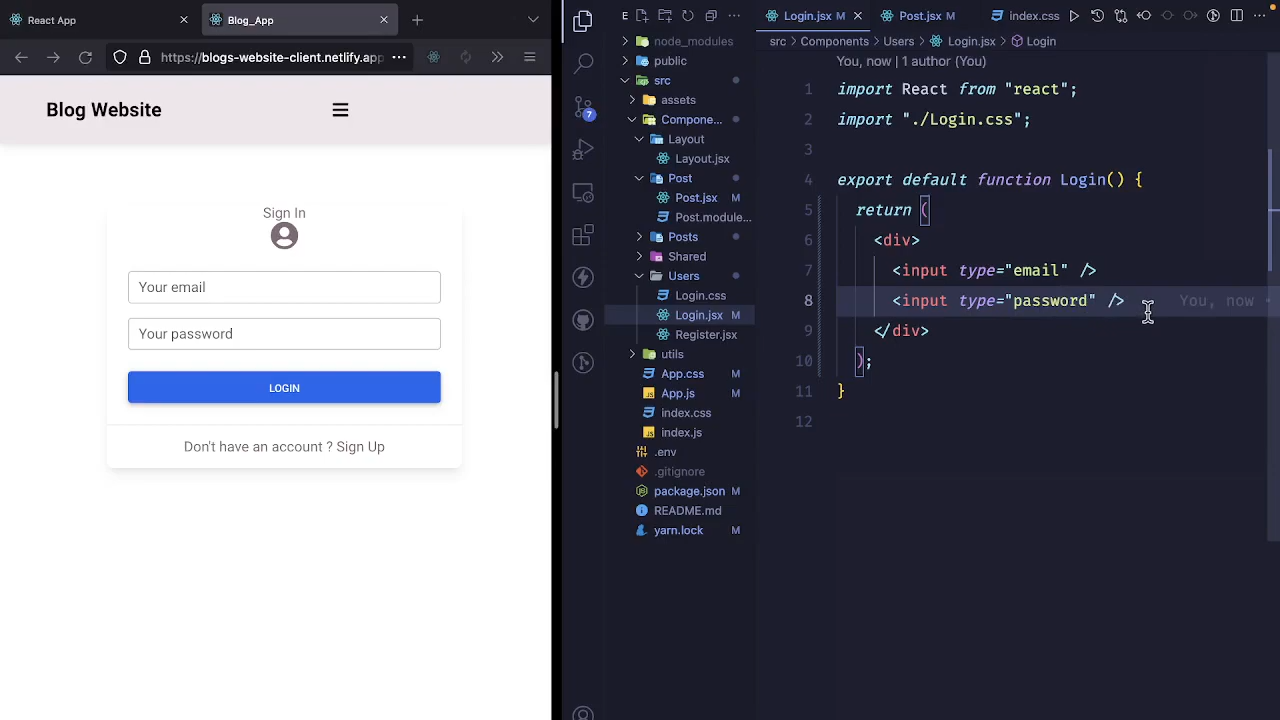 React App
Blog_App
https://blogs-website-client.netlify.app
Blog Website
Sign In
Your email
Your password
LOGIN
Don't have an account ? Sign Up
E
7
node_modules
public
src
assets
Compone...
Layout
Layout.jsx
Post
Post.jsx M
Post.module...
Posts
Shared
Users
Login.css
Login.jsx M
Register.jsx
utils
App.css M
App.js M
index.css
index.js
.env
.gitignore
package.json M
README.md
yarn.lock M
Login.jsx M
Post.jsx M
index.css
src > Components > Users > Login.jsx > Login
You, now | 1 author (You)
1 import React from "react";
2 import "./Login.css";
3
4 export default function Login() {
5 return (
6 <div>
7 <input type="email" />
8 <input type="password" /> You, now •
9 </div>
10 );
11 }
12